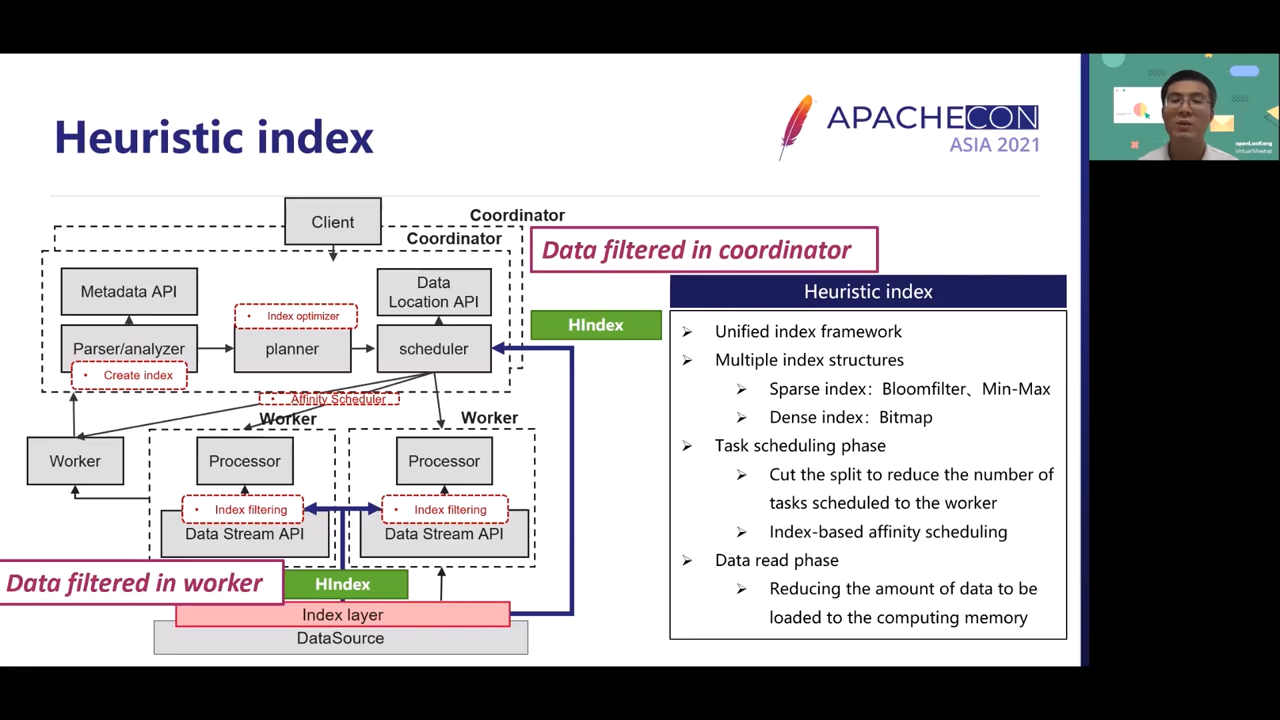 Heuristic index
APACHECON
ASIA 2021
openLooKeng
Virtual Meetup
Client
Coordinator
Coordinator
Data filtered in coordinator
Metadata API
Data
Location API
• Index optimizer
Parser/analyzer
planner
scheduler
• Create index
HIndex
• Affinity Scheduler
Worker
Worker
Worker
Processor
Processor
• Index filtering
• Index filtering
Data Stream API
Data Stream API
Data filtered in worker
HIndex
Index layer
DataSource
Heuristic index
➢ Unified index framework
➢ Multiple index structures
➢ Sparse index：Bloomfilter、Min-Max
➢ Dense index：Bitmap
➢ Task scheduling phase
➢ Cut the split to reduce the number of
tasks scheduled to the worker
➢ Index-based affinity scheduling
➢ Data read phase
➢ Reducing the amount of data to be
loaded to the computing memory